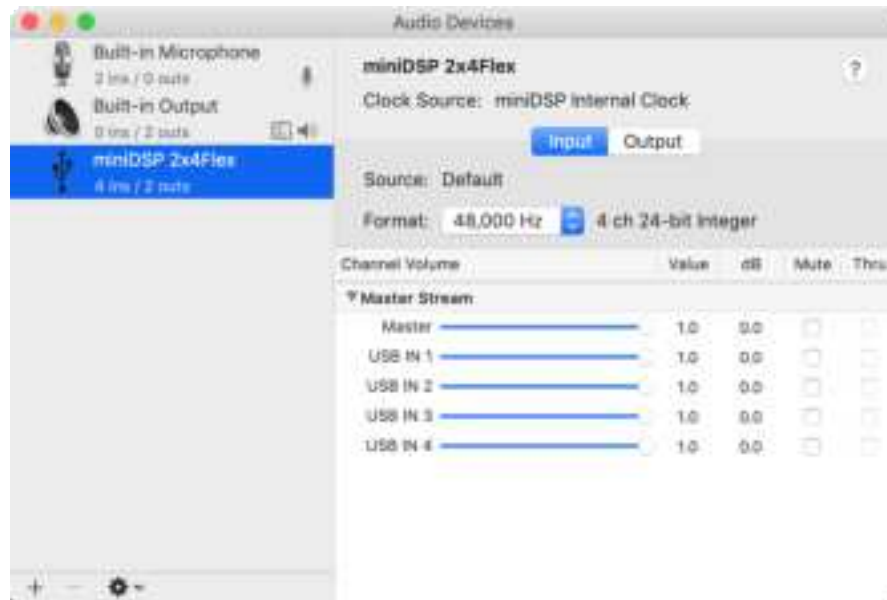 Audio Devices
Built-in Microphone
2 ins / 0 outs
Built-in Output
0 ins / 2 outs
miniDSP 2x4Flex
4 ins / 2 outs
miniDSP 2x4Flex
?
Clock Source: miniDSP Internal Clock
Input Output
Source: Default
Format: 48,000 Hz 4 ch 24-bit Integer
Channel Volume Value dB Mute Thru
Master Stream
Master 1.0 0.0
USB IN 1 1.0 0.0
USB IN 2 1.0 0.0
USB IN 3 1.0 0.0
USB IN 4 1.0 0.0